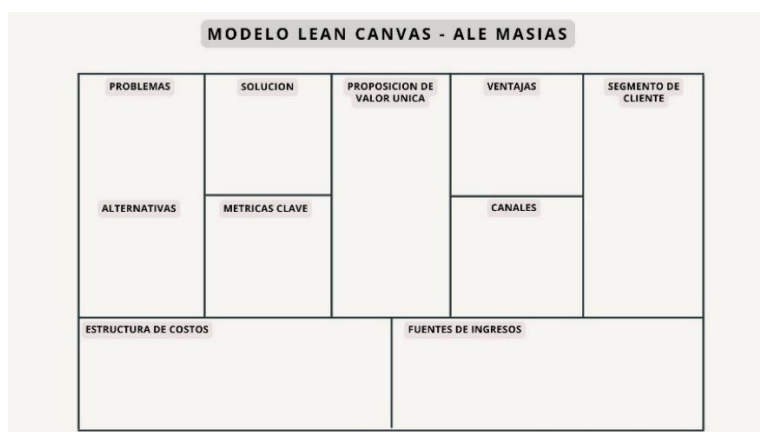 MODELO LEAN CANVAS - ALE MASIAS
PROBLEMAS
ALTERNATIVAS
SOLUCION
METRICAS CLAVE
PROPOSICION DE
VALOR UNICA
VENTAJAS
CANALES
SEGMENTO DE
CLIENTE
ESTRUCTURA DE COSTOS
FUENTES DE INGRESOS